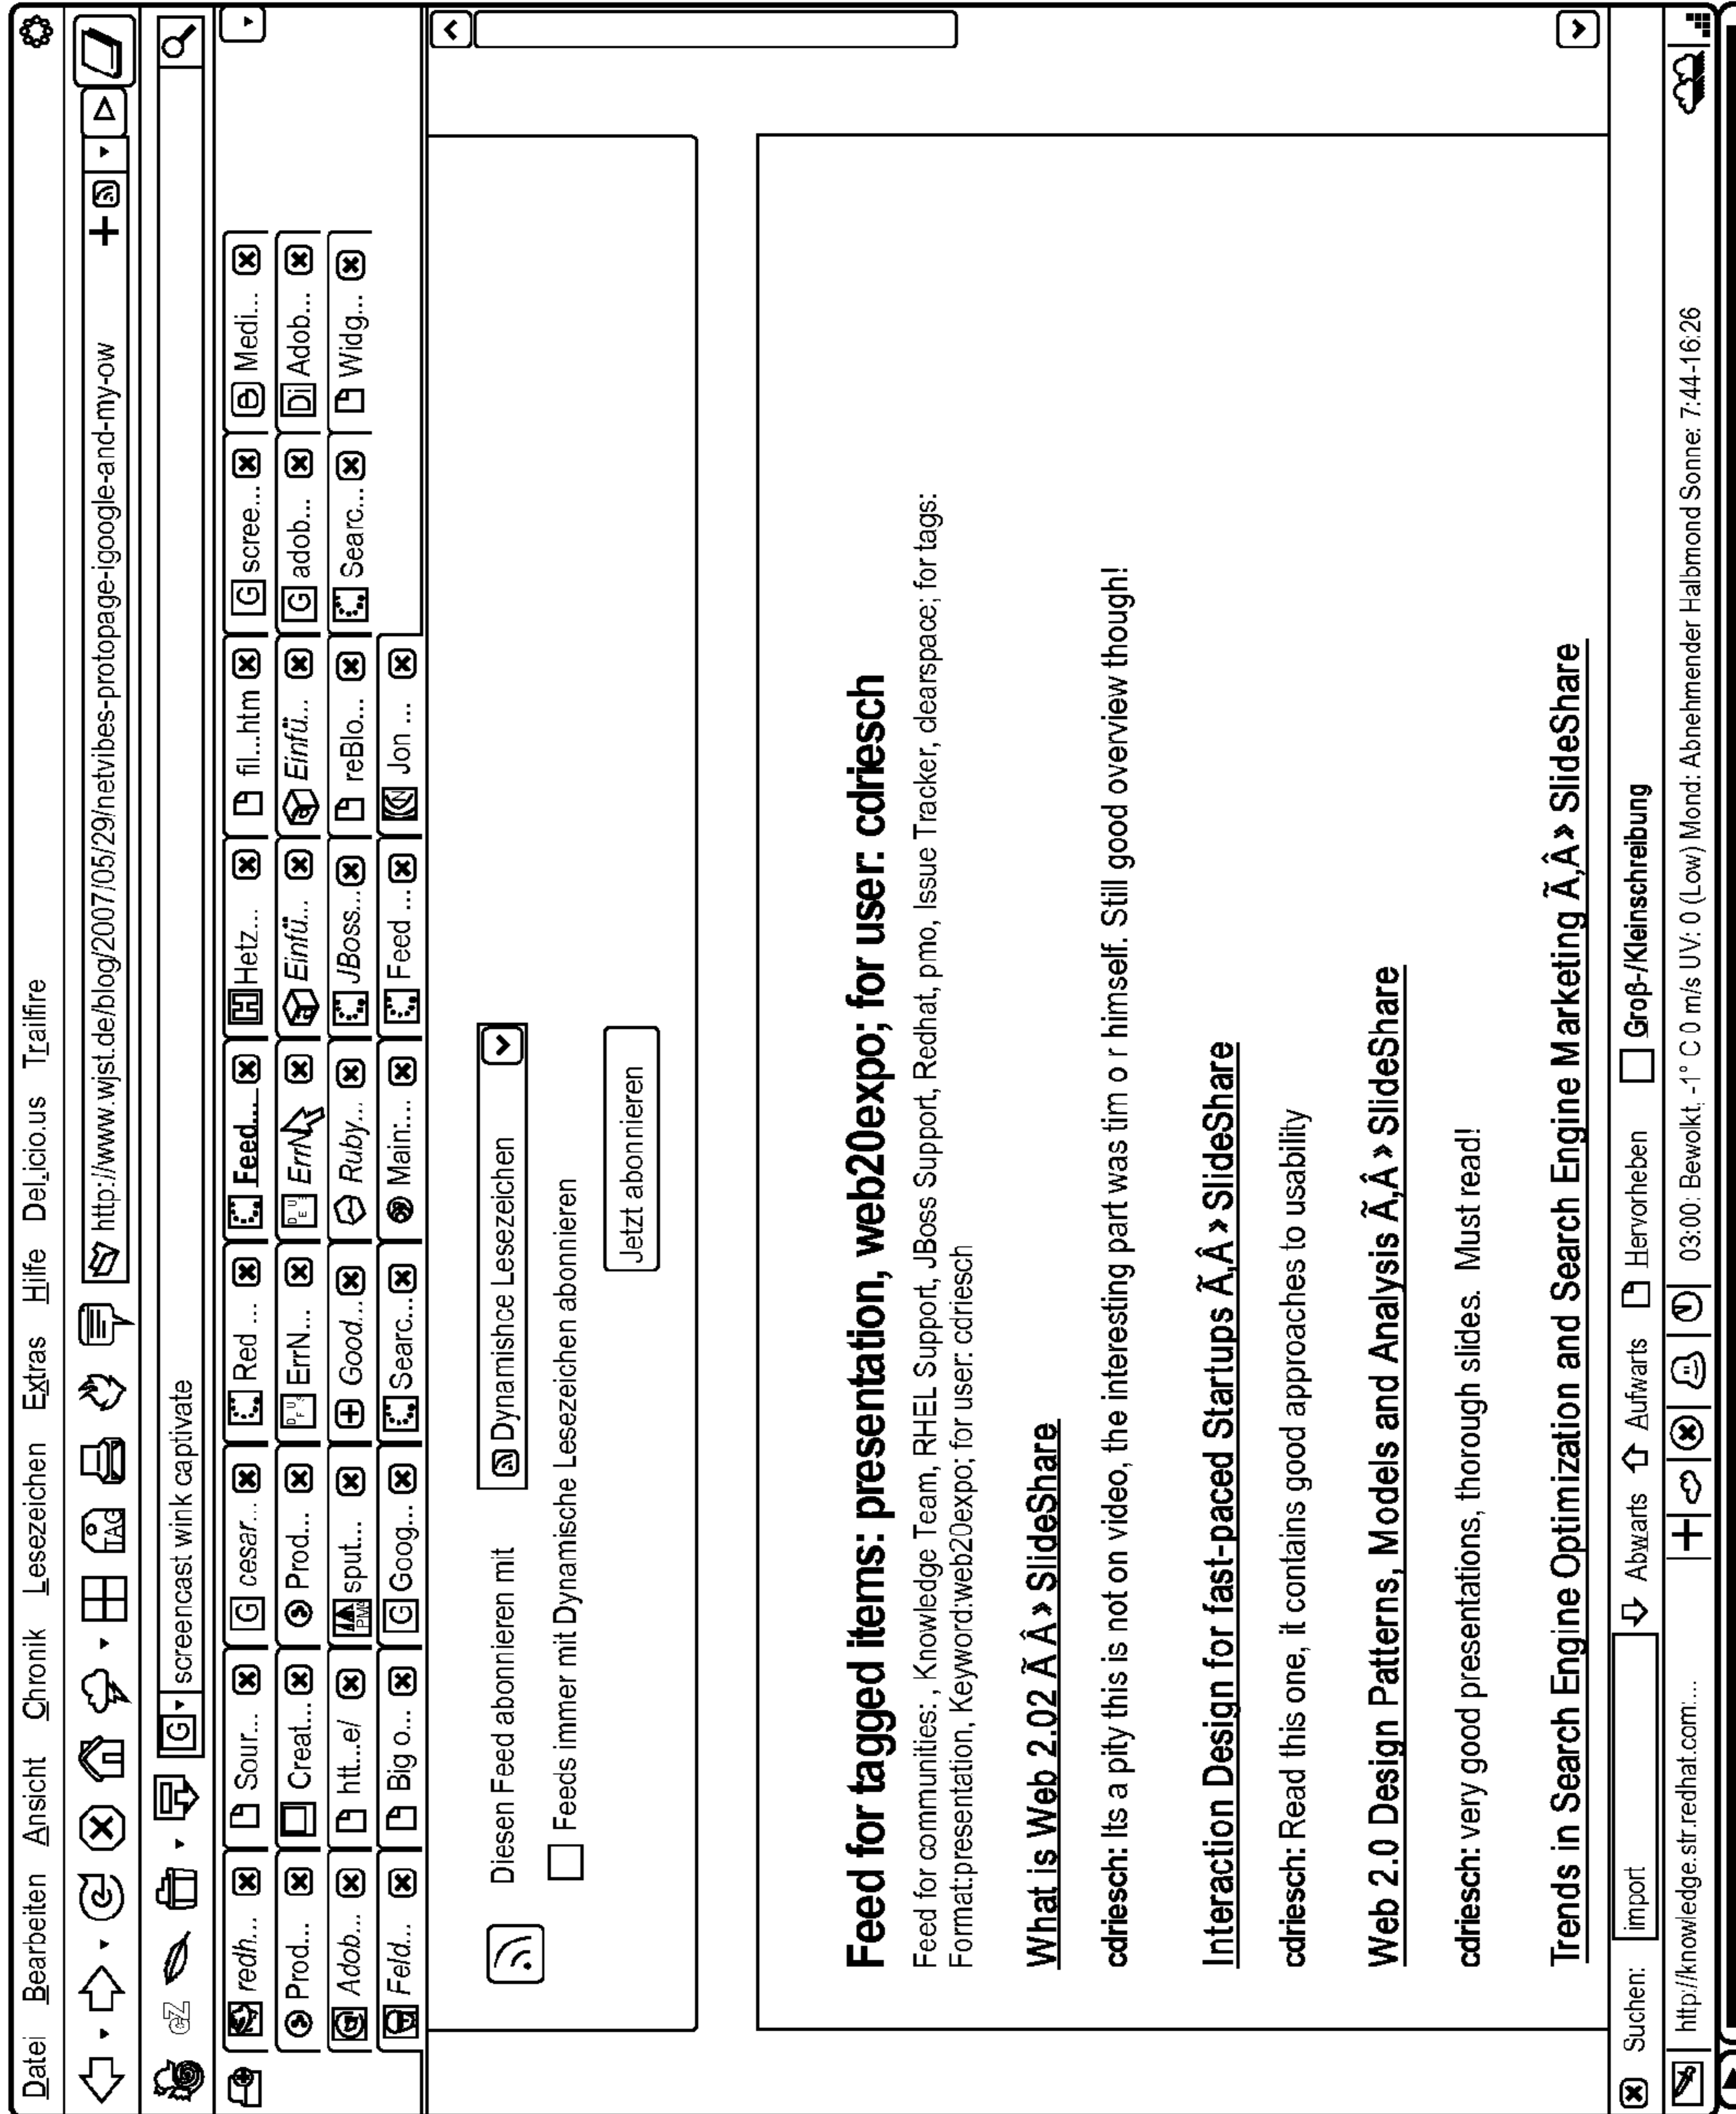 Datei Bearbeiten Ansicht Chronik Lesezeichen Extras Hilfe Del_icio.us Trailfire
TAG http://www.wjst.de/blog/2007/05/29/netvibes-protopage-igoogle-and-my-ow
cZ G screencast wink captivate
redh... Sour... G cesar... Red ... Feed... H Hetz... fil...htm G scree... Medi...
Prod... Creat... Prod... ErrN... ErrN Einfü... Einfü... G adob... Di Adob...
Adob... htt...e/ PM sput... Good... Ruby... JBoss... reBlo... Searc... Widg...
Feld... Big o... G Goog... Searc... Main:... Feed ... Jon ...
Diesen Feed abonnieren mit Dynamishce Lesezeichen
Feeds immer mit Dynamische Lesezeichen abonnieren
Jetzt abonnieren
Feed for tagged items: presentation, web20expo; for user: cdriesch
Feed for communities: , Knowledge Team, RHEL Support, JBoss Support, Redhat, pmo, Issue Tracker, clearspace; for tags:
Format:presentation, Keyword.web20expo; for user: cdriesch
What is Web 2.02 Ã Â » SlideShare
cdriesch: Its a pity this is not on video, the interesting part was tim o r himself. Still good overview though!
Interaction Design for fast-paced Startups Ã,Â » SlideShare
cdriesch: Read this one, it contains good approaches to usability
Web 2.0 Design Patterns, Models and Analysis Ã,Â » SlideShare
cdriesch: very good presentations, thorough slides. Must read!
Trends in Search Engine Optimization and Search Engine Marketing Ã,Â » SlideShare
Suchen: import Abwarts Aufwarts Hervorheben Groß-/Kleinschreibung
http://knowledge.str.redhat.com:... 03:00: Bewolkt, -1° C 0 m/s UV: 0 (Low) Mond: Abnehmender Halbmond Sonne: 7:44-16:26